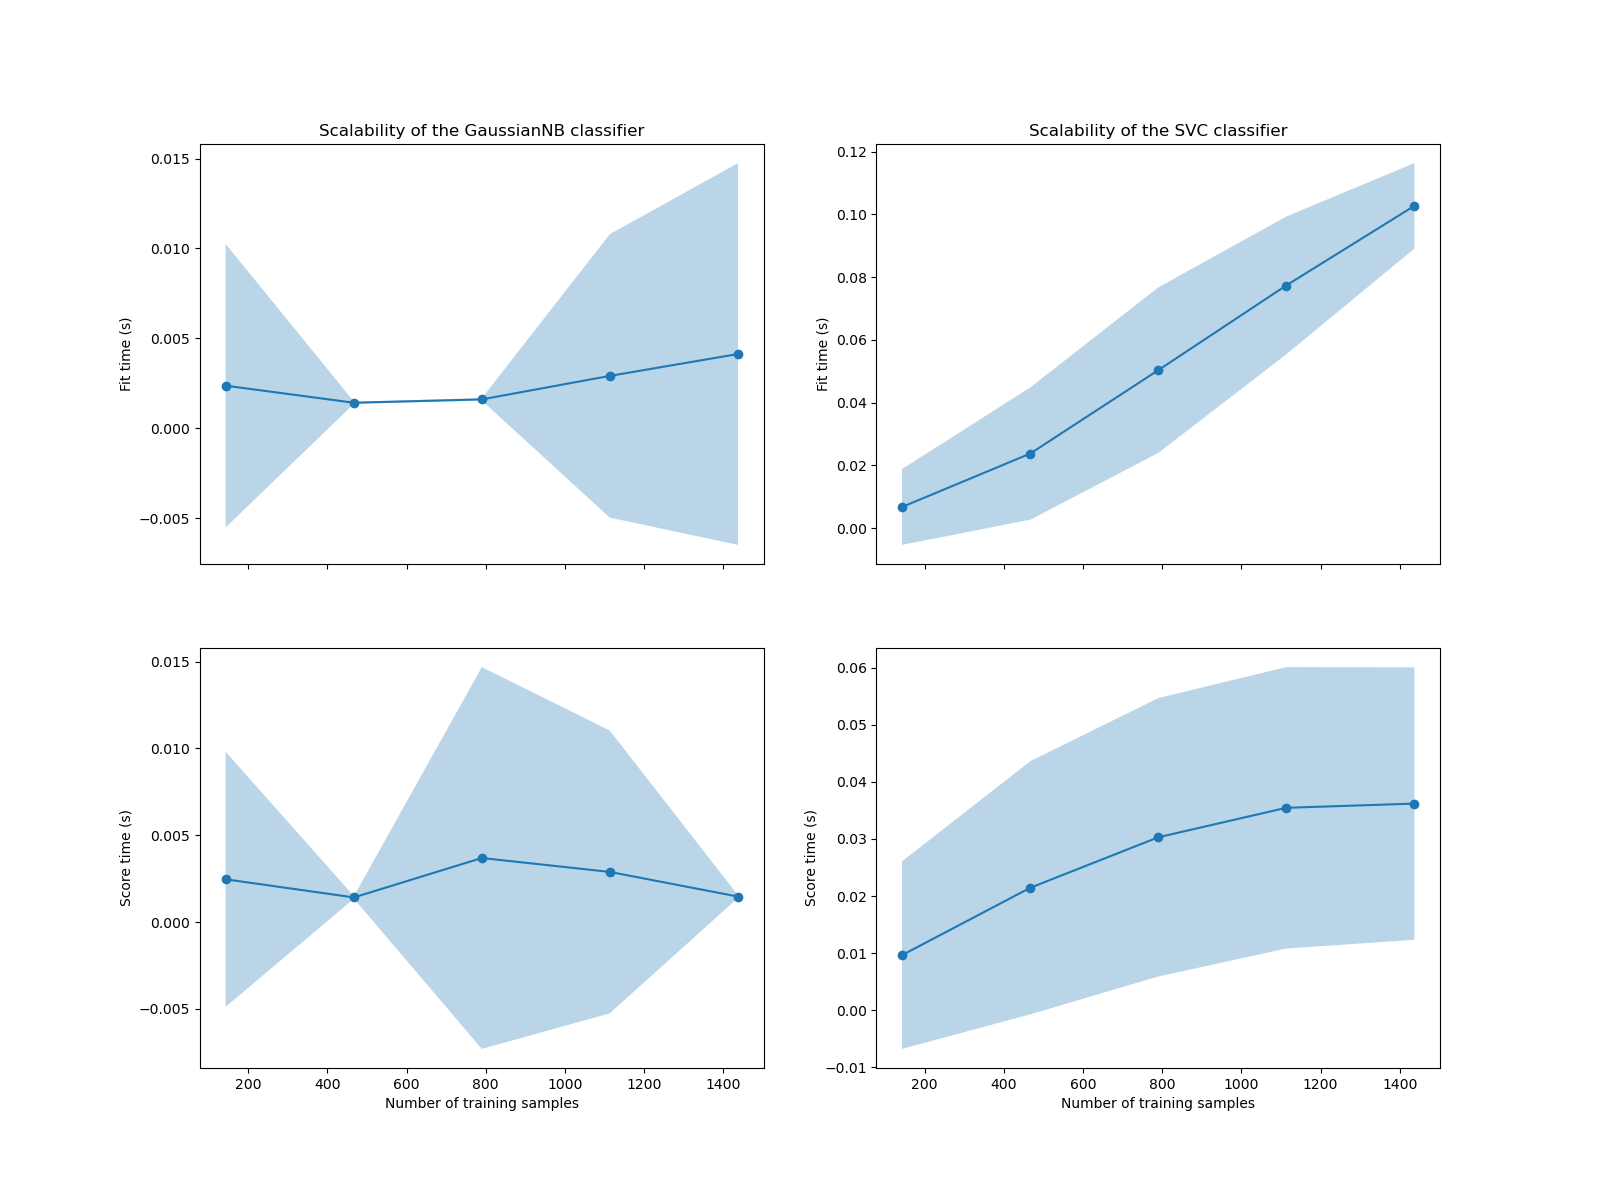 Scalability of the GaussianNB classifier
0.015
0.010
0.005
0.000
−0.005
Fit time (s)
Scalability of the SVC classifier
0.12
0.10
0.08
0.06
0.04
0.02
0.00
Fit time (s)
0.015
0.010
0.005
0.000
−0.005
Score time (s)
200 400 600 800 1000 1200 1400
Number of training samples
0.06
0.05
0.04
0.03
0.02
0.01
0.00
−0.01
Score time (s)
200 400 600 800 1000 1200 1400
Number of training samples